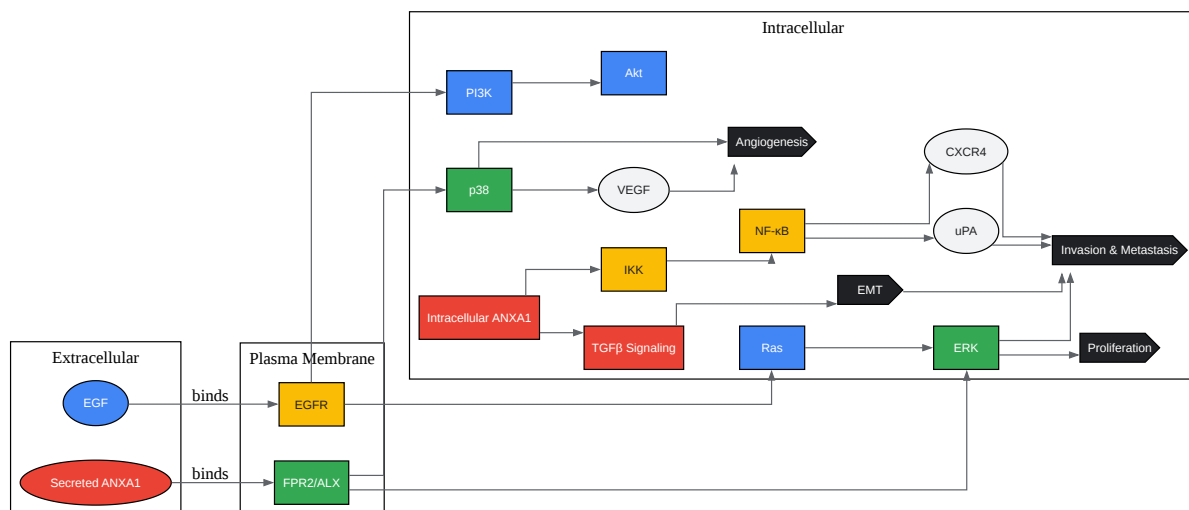 Intracellular
Akt
PI3K
Angiogenesis
CXCR4
p38
VEGF
NF-κB
uPA
Invasion & Metastasis
IKK
EMT
Intracellular ANXA1
TGFβ Signaling
Ras
ERK
Proliferation
Extracellular
Plasma Membrane
EGF
binds
EGFR
Secreted ANXA1
binds
FPR2/ALX